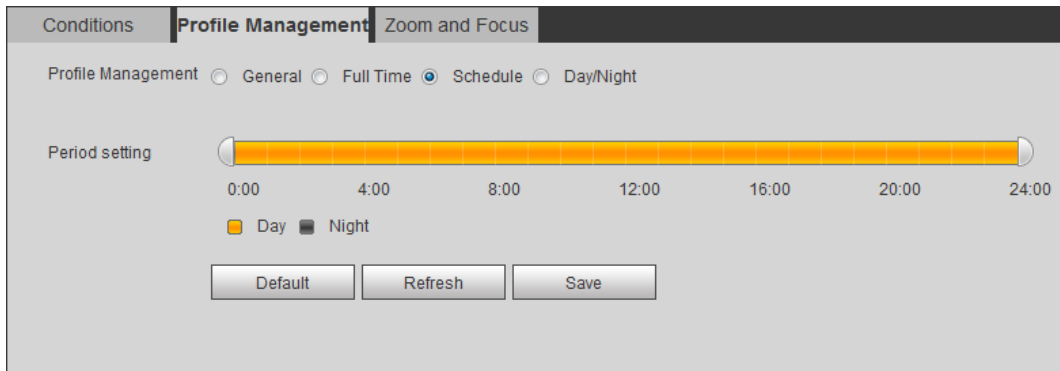 Conditions Profile Management Zoom and Focus
Profile Management General Full Time Schedule Day/Night
Period setting
0:00 4:00 8:00 12:00 16:00 20:00 24:00
Day Night
Default Refresh Save